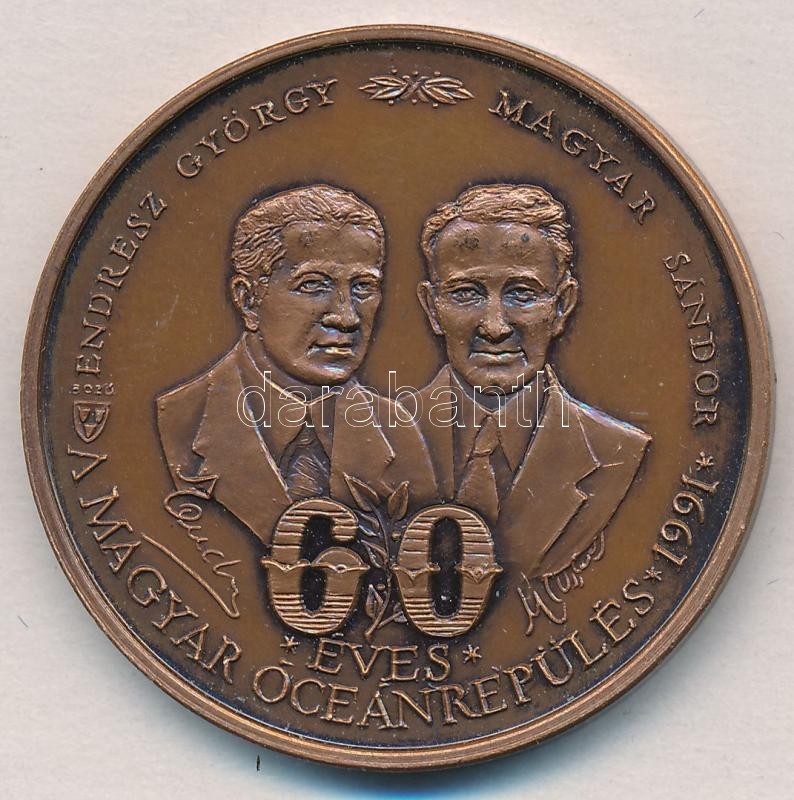 ENDRESZ GYÖRGY
MAGYAR SÁNDOR * 1991 *
BOZÓ
60
* ÉVES *
A MAGYAR ÓCEÁNREPÜLÉS
darabanth